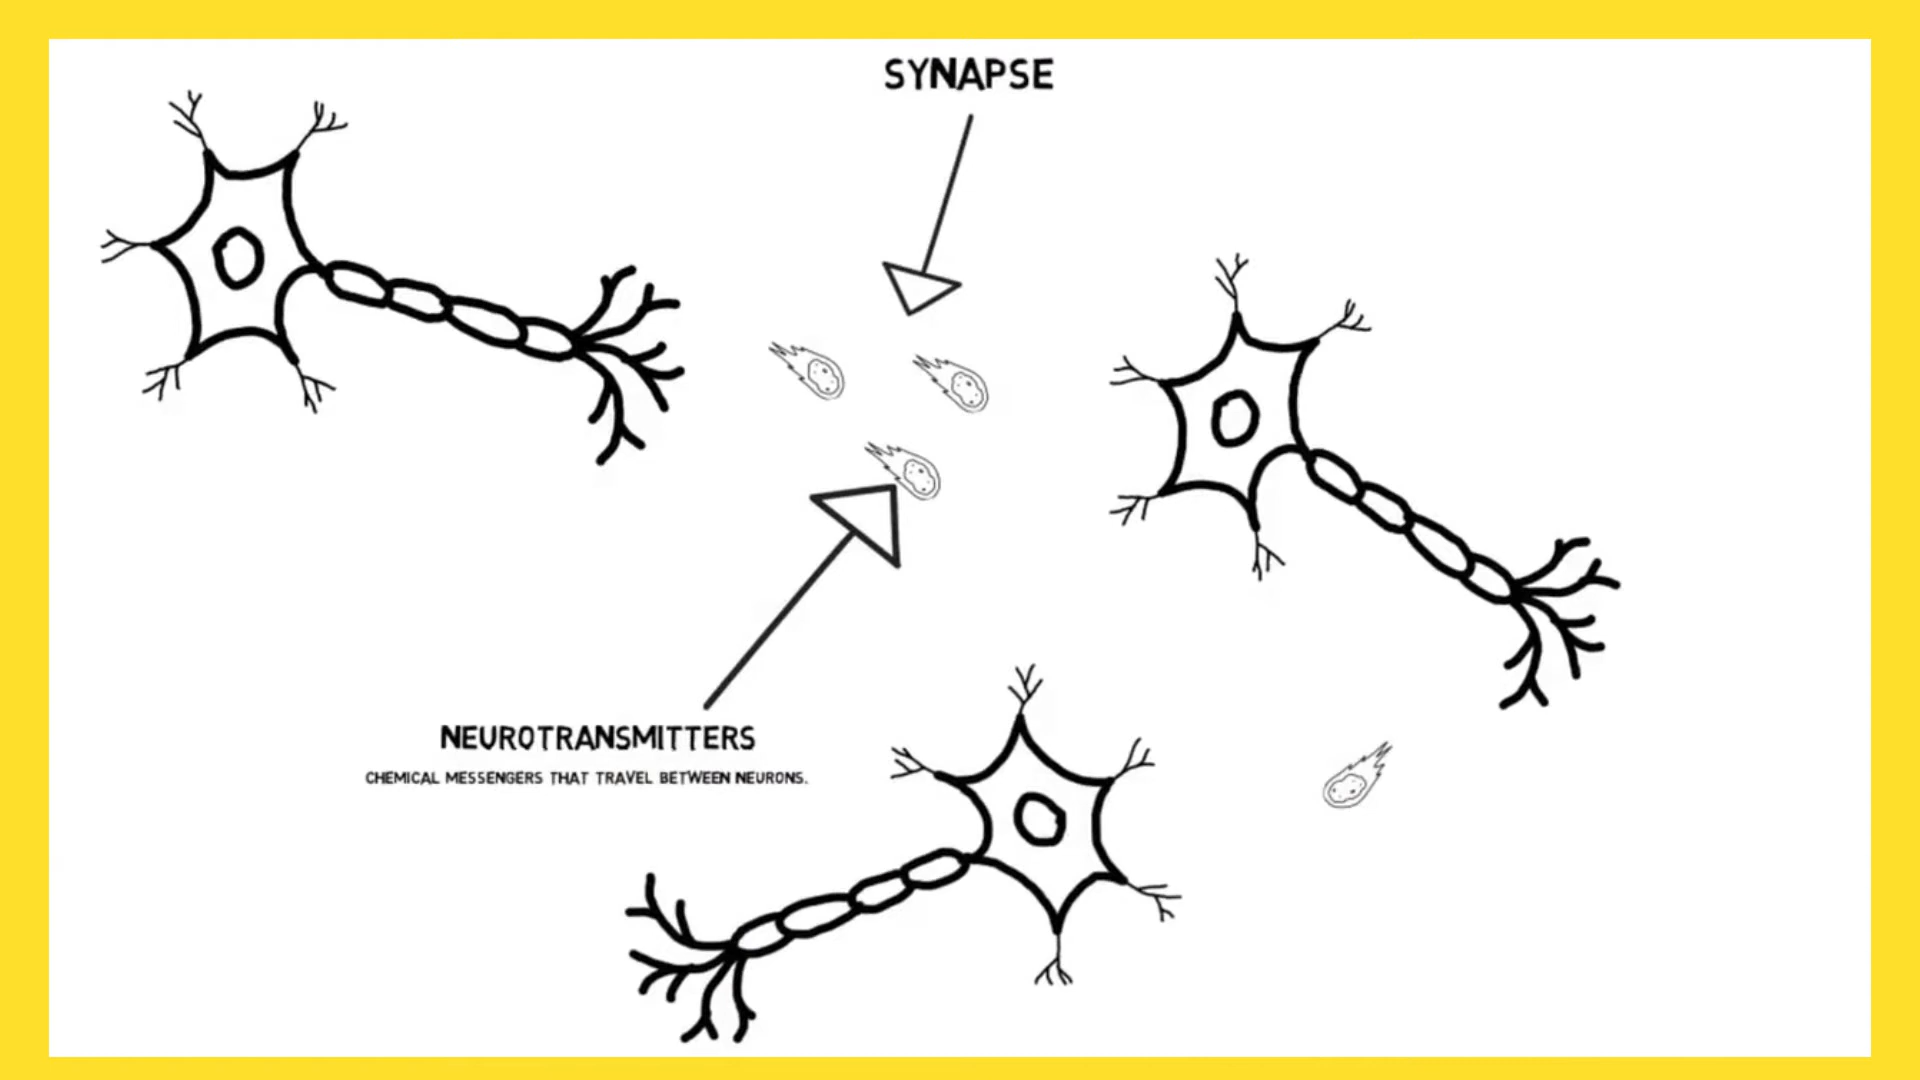 SYNAPSE
NEUROTRANSMITTERS
CHEMICAL MESSENGERS THAT TRAVEL BETWEEN NEURONS.